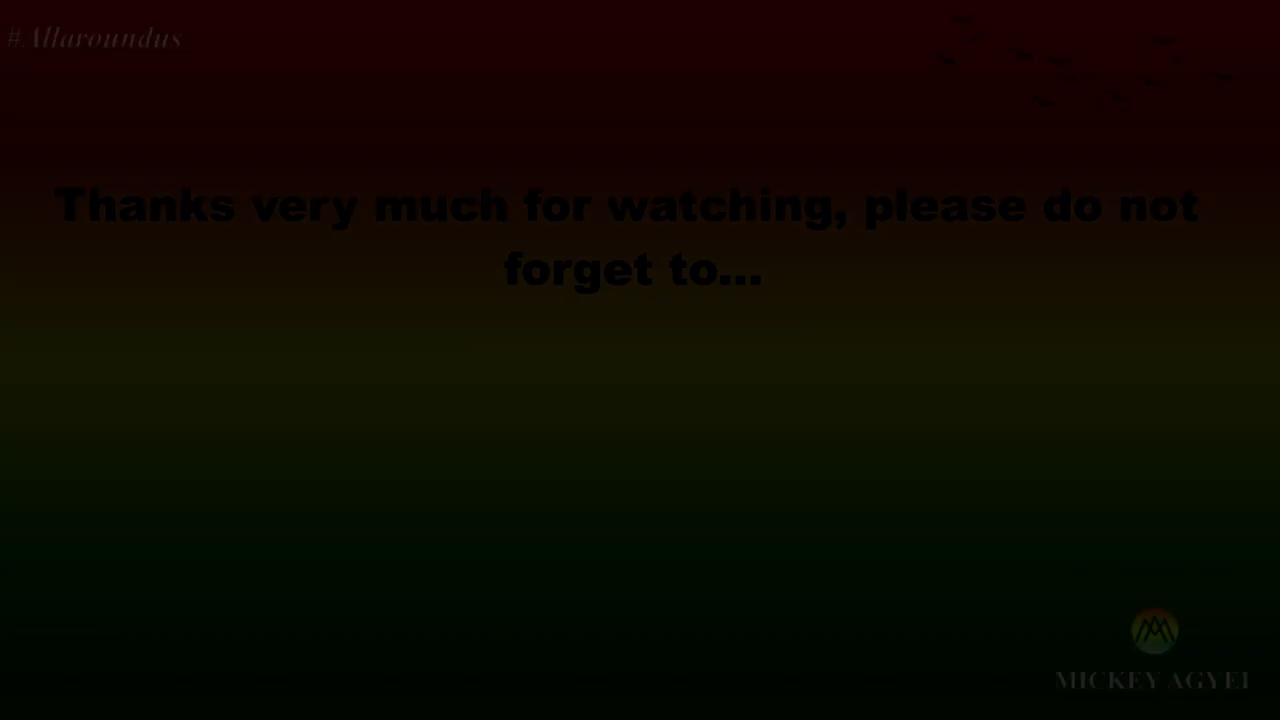 #Allaroundus
Thanks very much for watching, please do not
forget to...
MICKEY AGYEI